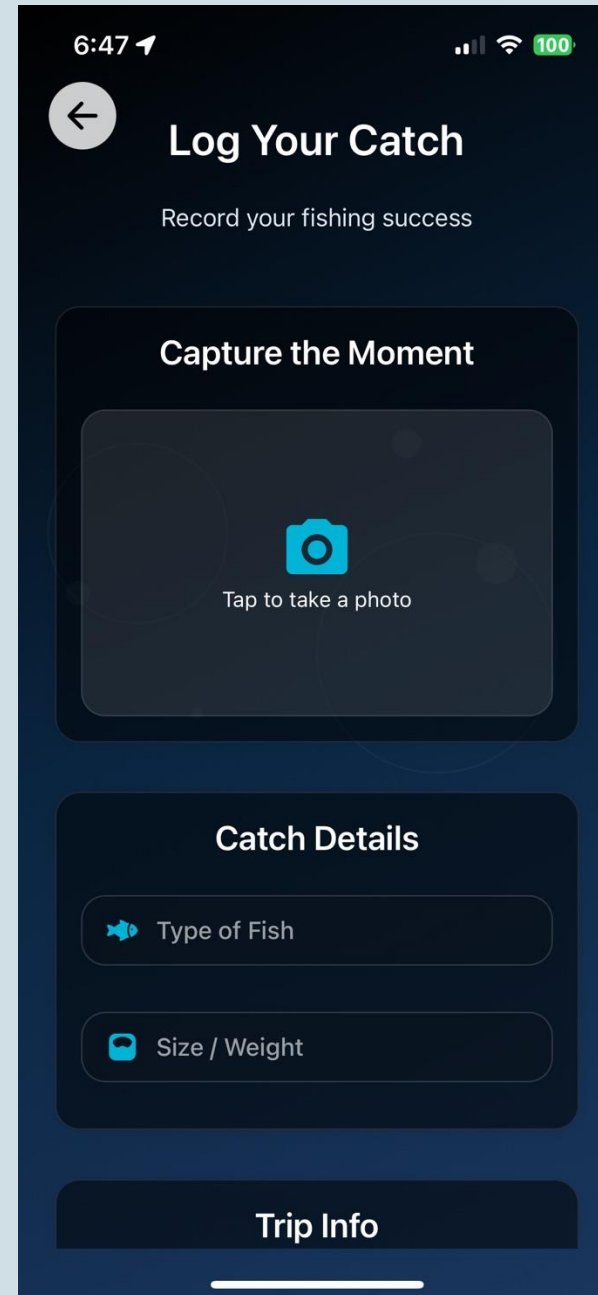 6:47
100
Log Your Catch
Record your fishing success
Capture the Moment
Tap to take a photo
Catch Details
Type of Fish
Size / Weight
Trip Info